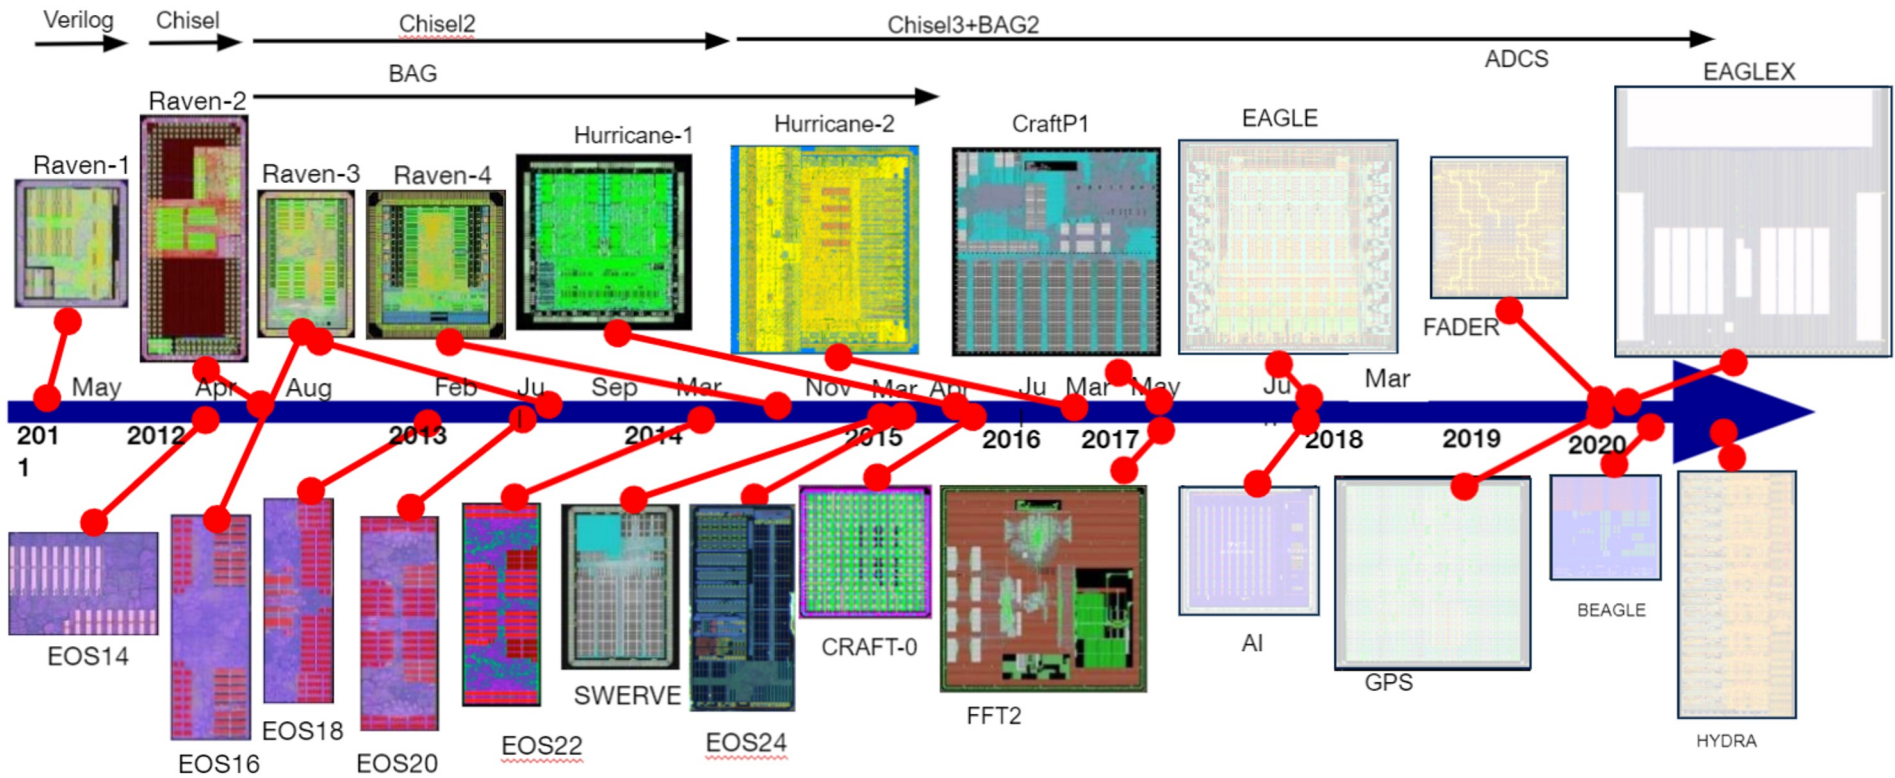 Verilog
Chisel
Chisel2
Chisel3+BAG2
ADCS
BAG
EAGLEX
Raven-2
Hurricane-1
Hurricane-2
CraftP1
EAGLE
Raven-1
Raven-3
Raven-4
FADER
May
Apr
Aug
Feb
Ju
l
Sep
Mar
Nov
Mar
Apr
Ju
l
Mar
May
Ju
Mar
201
1
2012
2013
2014
2015
2016
2017
2018
2019
2020
EOS14
EOS16
EOS18
EOS20
EOS22
SWERVE
EOS24
CRAFT-0
FFT2
AI
GPS
BEAGLE
HYDRA